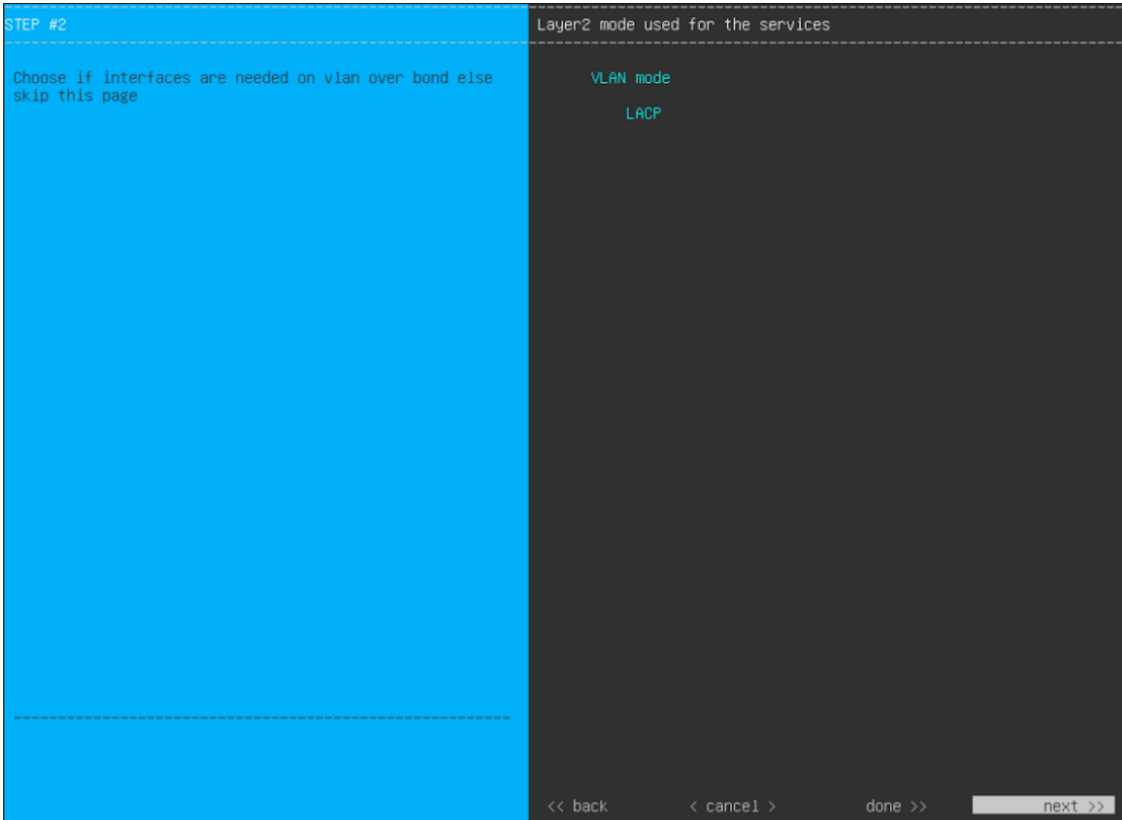 STEP #2
Choose if interfaces are needed on vlan over bond else
skip this page
Layer2 mode used for the services
VLAN mode
LACP
<< back < cancel > done >> next >>